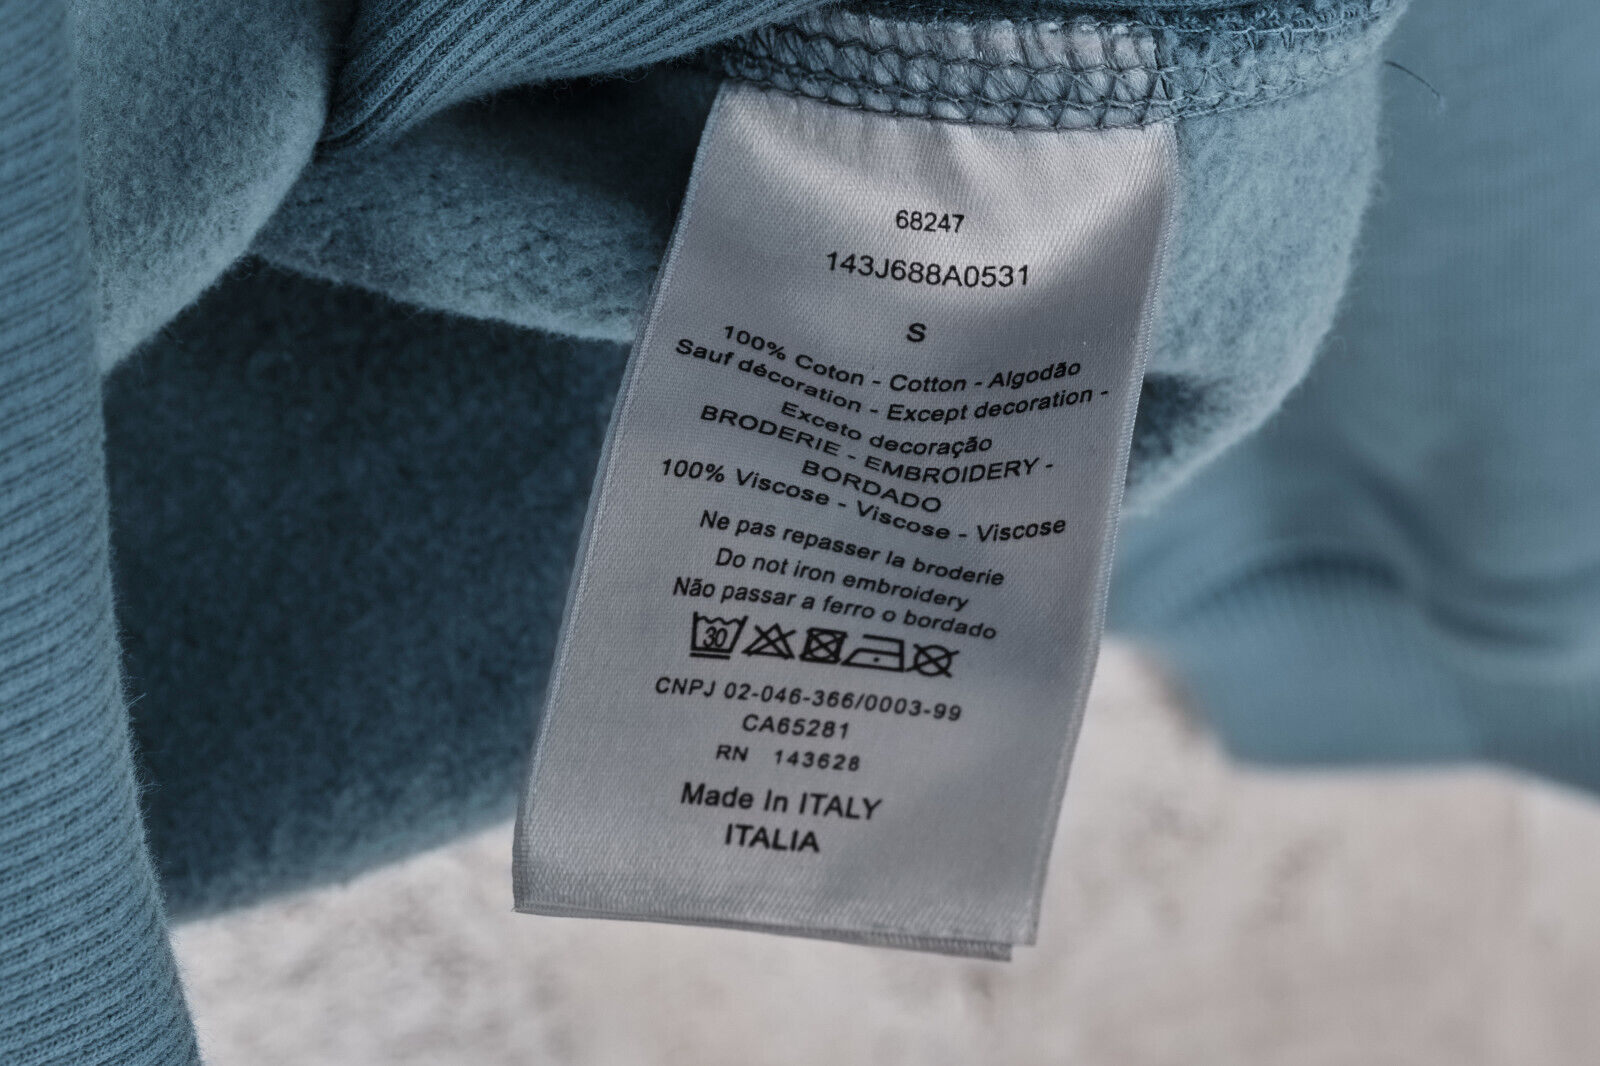 68247
143J688A0531
S
100% Coton - Cotton - Algodão
Sauf décoration - Except decoration -
Exceto decoração
BRODERIE - EMBROIDERY -
BORDADO
100% Viscose - Viscose - Viscose
Ne pas repasser la broderie
Do not iron embroidery
Não passar a ferro o bordado
30
CNPJ 02-046-366/0003-99
CA65281
RN 143628
Made In ITALY
ITALIA